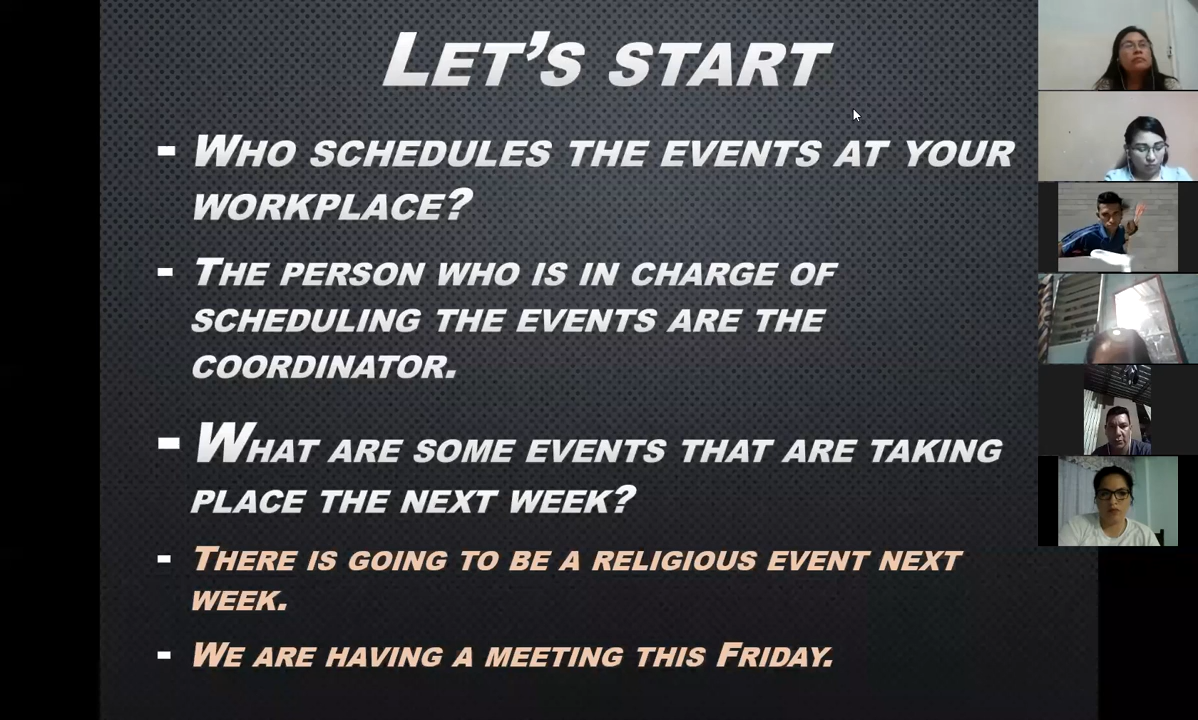 LET'S START
- WHO SCHEDULES THE EVENTS AT YOUR
WORKPLACE?
- THE PERSON WHO IS IN CHARGE OF
SCHEDULING THE EVENTS ARE THE
COORDINATOR.
- WHAT ARE SOME EVENTS THAT ARE TAKING
PLACE THE NEXT WEEK?
- THERE IS GOING TO BE A RELIGIOUS EVENT NEXT
WEEK.
- WE ARE HAVING A MEETING THIS FRIDAY.